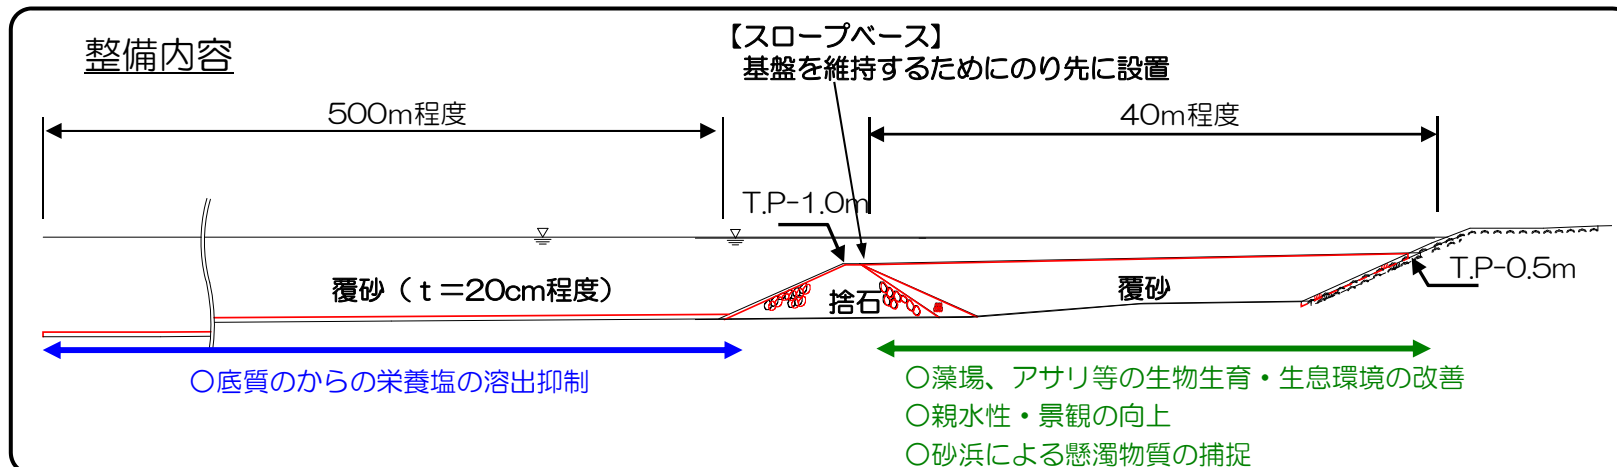 整備内容
【スロープベース】
基盤を維持するためにのり先に設置
500m程度
40m程度
T.P-1.0m
T.P-0.5m
覆砂(t=20cm程度)
捨石
覆砂
○底質のからの栄養塩の溶出抑制
○藻場、アサリ等の生物生育・生息環境の改善
○親水性・景観の向上
○砂浜による懸濁物質の捕捉